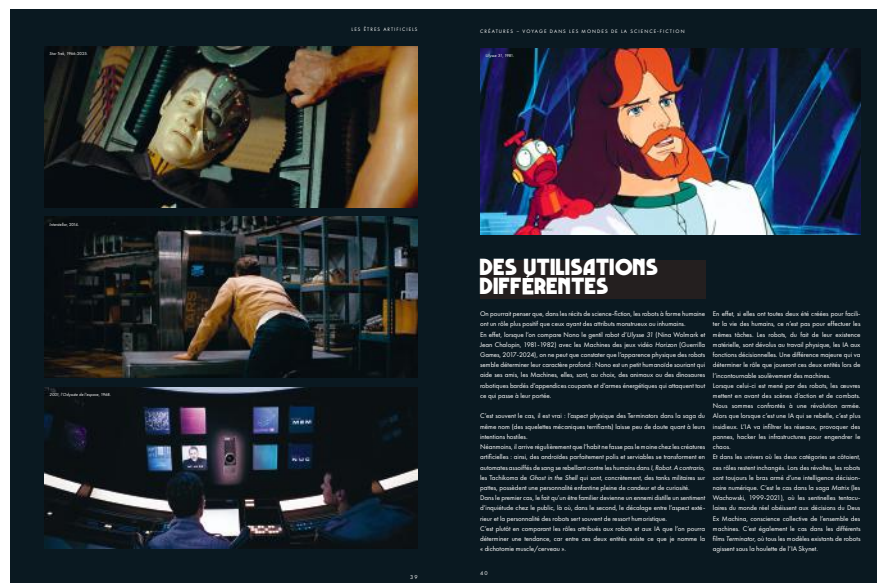 LES ÊTRES ARTIFICIELS
Star Trek, 1966-2025.
Interstellar, 2014.
2001, l'Odyssée de l'espace, 1968.
39
CRÉATURES – VOYAGE DANS LES MONDES DE LA SCIENCE-FICTION
Ulysse 31, 1981.
DES UTILISATIONS
DIFFÉRENTES
On pourrait penser que, dans les récits de science-fiction, les robots à forme humaine
ont un rôle plus positif que ceux ayant des attributs monstrueux ou inhumains.
En effet, lorsque l'on compare Nono le gentil robot d'Ulysse 31 (Nina Wolmark et
Jean Chalopin, 1981-1982) avec les Machines des jeux vidéo Horizon (Guerrilla
Games, 2017-2024), on ne peut que constater que l'apparence physique des robots
semble déterminer leur caractère profond : Nono est un petit humanoïde souriant qui
aide ses amis, les Machines, elles, sont, au choix, des animaux ou des dinosaures
robotiques bardés d'appendices coupants et d'armes énergétiques qui attaquent tout
ce qui passe à leur portée.
C'est souvent le cas, il est vrai : l'aspect physique des Terminators dans la saga du
même nom (des squelettes mécaniques terrifiants) laisse peu de doute quant à leurs
intentions hostiles.
Néanmoins, il arrive régulièrement que l'habit ne fasse pas le moine chez les créatures
artificielles : ainsi, des androïdes parfaitement polis et serviables se transforment en
automates assoiffés de sang se rebellant contre les humains dans I, Robot. A contrario,
les Tachikoma de Ghost in the Shell qui sont, concrètement, des tanks militaires sur
pattes, possèdent une personnalité enfantine pleine de candeur et de curiosité.
Dans le premier cas, le fait qu'un être familier devienne un ennemi distille un sentiment
d'inquiétude chez le public, là où, dans le second, le décalage entre l'aspect exté-
rieur et la personnalité des robots sert souvent de ressort humoristique.
C'est plutôt en comparant les rôles attribués aux robots et aux IA que l'on pourra
déterminer une tendance, car entre ces deux entités existe ce que je nomme la
« dichotomie muscle/cerveau ».
En effet, si elles ont toutes deux été créées pour facili-
ter la vie des humains, ce n'est pas pour effectuer les
mêmes tâches. Les robots, du fait de leur existence
matérielle, sont dévolus au travail physique, les IA aux
fonctions décisionnelles. Une différence majeure qui va
déterminer le rôle que joueront ces deux entités lors de
l'incontournable soulèvement des machines.
Lorsque celui-ci est mené par des robots, les œuvres
mettent en avant des scènes d'action et de combats.
Nous sommes confrontés à une révolution armée.
Alors que lorsque c'est une IA qui se rebelle, c'est plus
insidieux. L'IA va infiltrer les réseaux, provoquer des
pannes, hacker les infrastructures pour engendrer le
chaos.
Et dans les univers où les deux catégories se côtoient,
ces rôles restent inchangés. Lors des révoltes, les robots
sont toujours le bras armé d'une intelligence décision-
naire numérique. C'est le cas dans la saga Matrix (les
Wachowski, 1999-2021), où les sentinelles tentacu-
laires du monde réel obéissent aux décisions du Deus
Ex Machina, conscience collective de l'ensemble des
machines. C'est également le cas dans les différents
films Terminator, où tous les modèles existants de robots
agissent sous la houlette de l'IA Skynet.
40